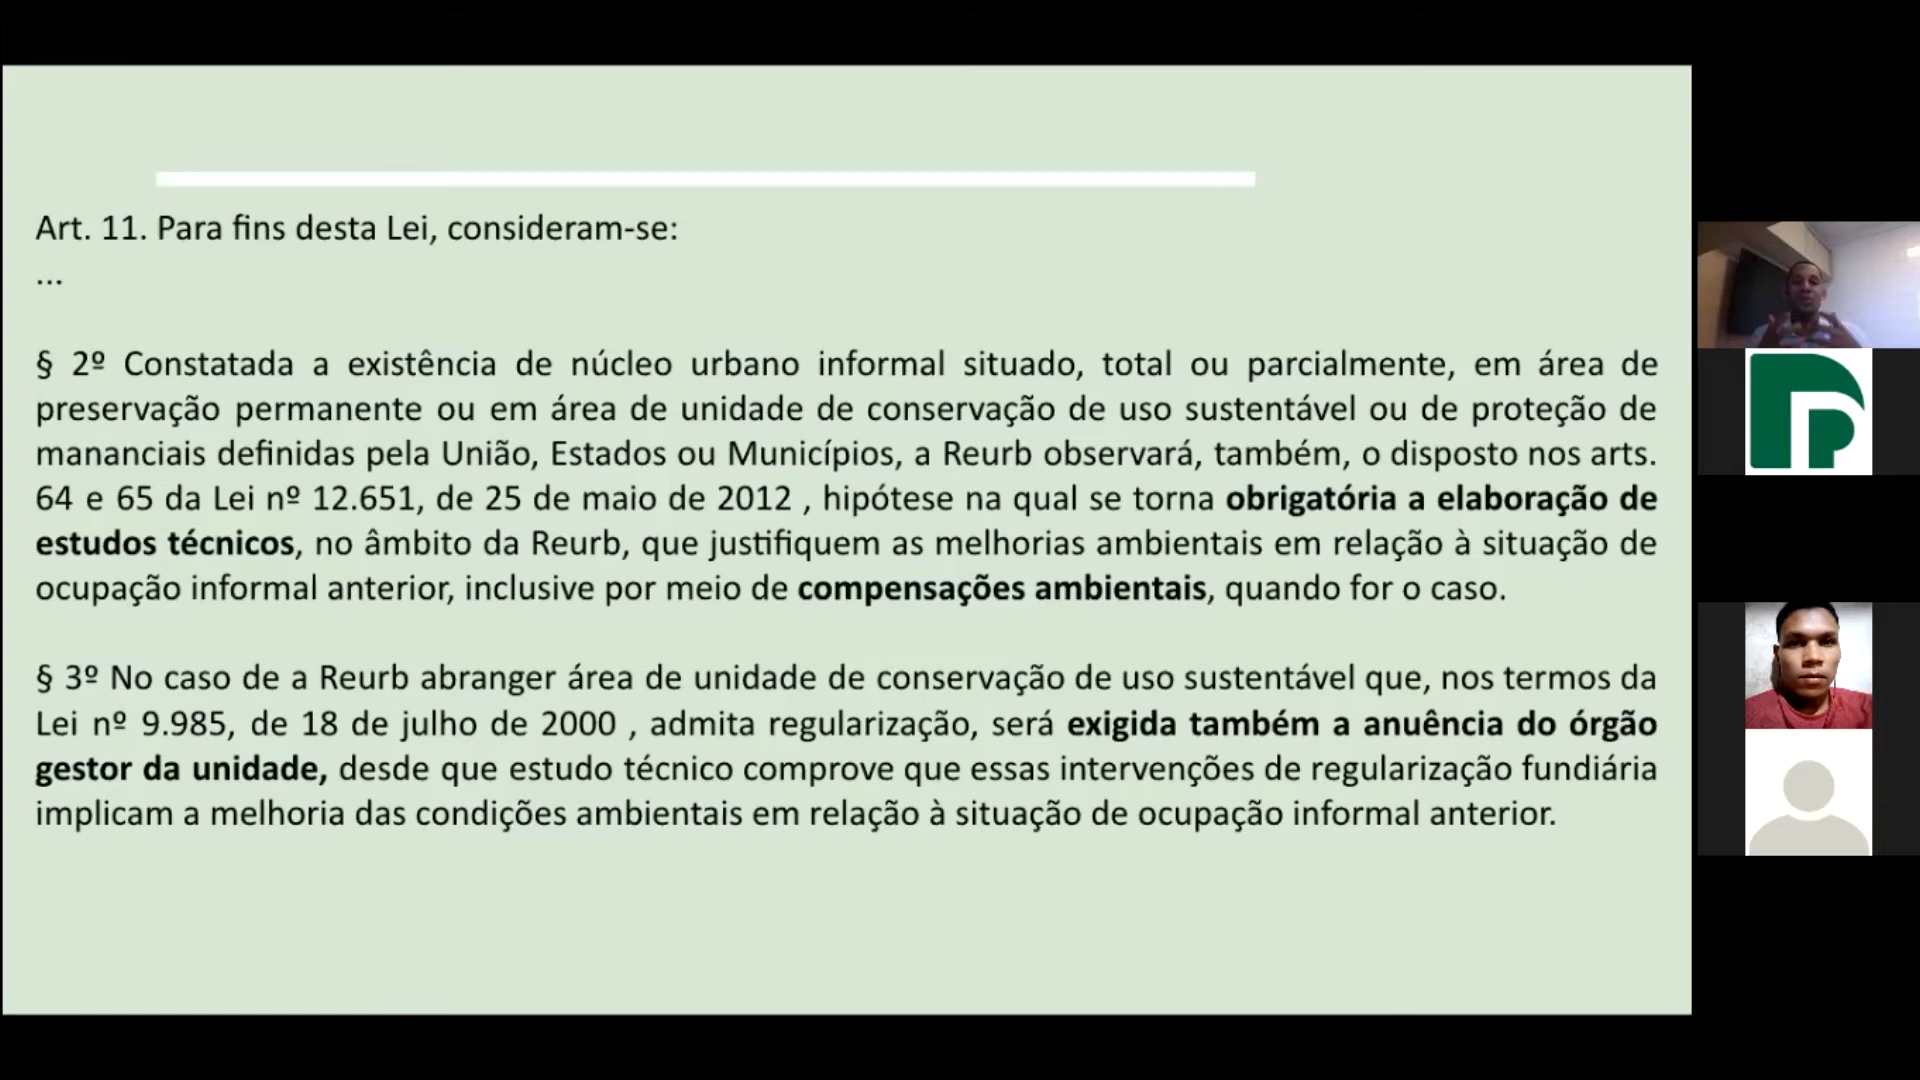 Art. 11. Para fins desta Lei, consideram-se:
...
§ 2º Constatada a existência de núcleo urbano informal situado, total ou parcialmente, em área de
preservação permanente ou em área de unidade de conservação de uso sustentável ou de proteção de
mananciais definidas pela União, Estados ou Municípios, a Reurb observará, também, o disposto nos arts.
64 e 65 da Lei nº 12.651, de 25 de maio de 2012 , hipótese na qual se torna obrigatória a elaboração de
estudos técnicos, no âmbito da Reurb, que justifiquem as melhorias ambientais em relação à situação de
ocupação informal anterior, inclusive por meio de compensações ambientais, quando for o caso.
§ 3º No caso de a Reurb abranger área de unidade de conservação de uso sustentável que, nos termos da
Lei nº 9.985, de 18 de julho de 2000 , admita regularização, será exigida também a anuência do órgão
gestor da unidade, desde que estudo técnico comprove que essas intervenções de regularização fundiária
implicam a melhoria das condições ambientais em relação à situação de ocupação informal anterior.